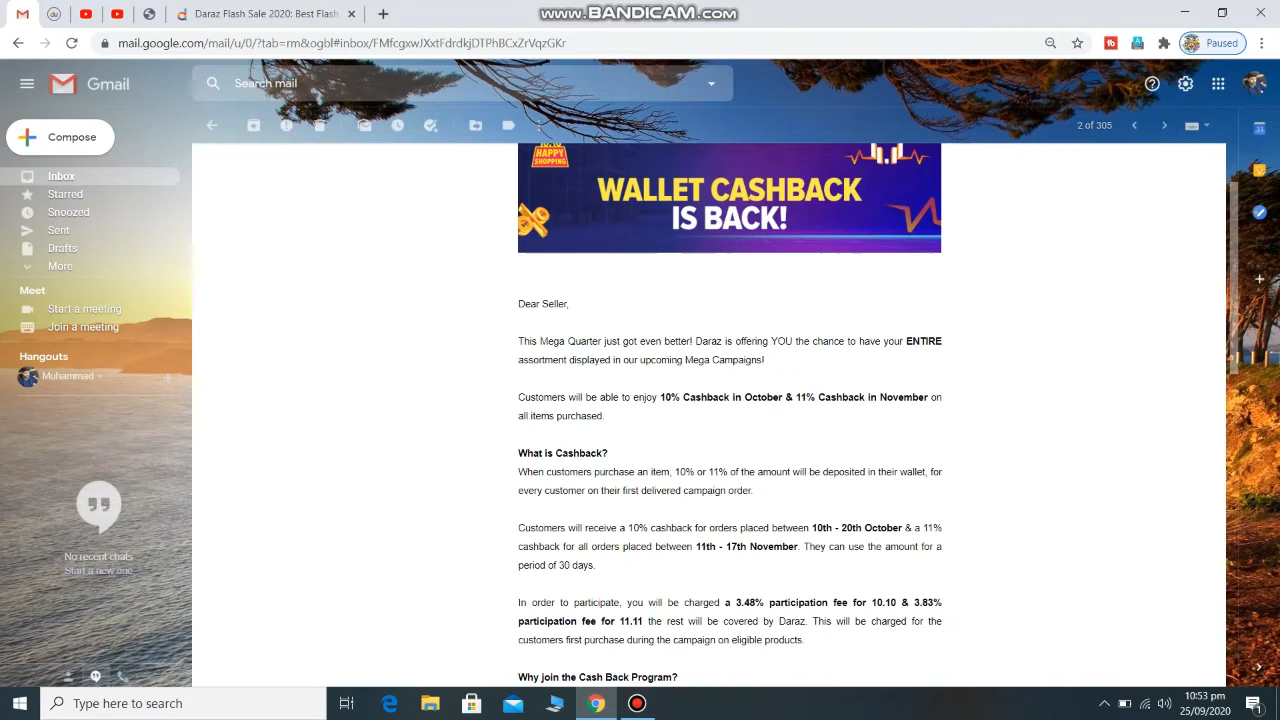 Daraz Flash Sale 2020: Best Flash
www.BANDICAM.com
mail.google.com/mail/u/0/?tab=rm&ogbl#inbox/FMfcgxwJXxtFdrdkjDTPhBCxZrVqzGKr
Paused
Gmail
Search mail
Compose
2 of 305
Inbox
Starred
Snoozed
Sent
Drafts
More
Meet
Start a meeting
Join a meeting
Hangouts
Muhammad
No recent chats
Start a new one
HAPPY
SHOPPING
WALLET CASHBACK
IS BACK!
Dear Seller,
This Mega Quarter just got even better! Daraz is offering YOU the chance to have your ENTIRE
assortment displayed in our upcoming Mega Campaigns!
Customers will be able to enjoy 10% Cashback in October & 11% Cashback in November on
all items purchased.
What is Cashback?
When customers purchase an item, 10% or 11% of the amount will be deposited in their wallet, for
every customer on their first delivered campaign order.
Customers will receive a 10% cashback for orders placed between 10th - 20th October & a 11%
cashback for all orders placed between 11th - 17th November. They can use the amount for a
period of 30 days.
In order to participate, you will be charged a 3.48% participation fee for 10.10 & 3.83%
participation fee for 11.11 the rest will be covered by Daraz. This will be charged for the
customers first purchase during the campaign on eligible products.
Why join the Cash Back Program?
Type here to search
10:53 pm
25/09/2020